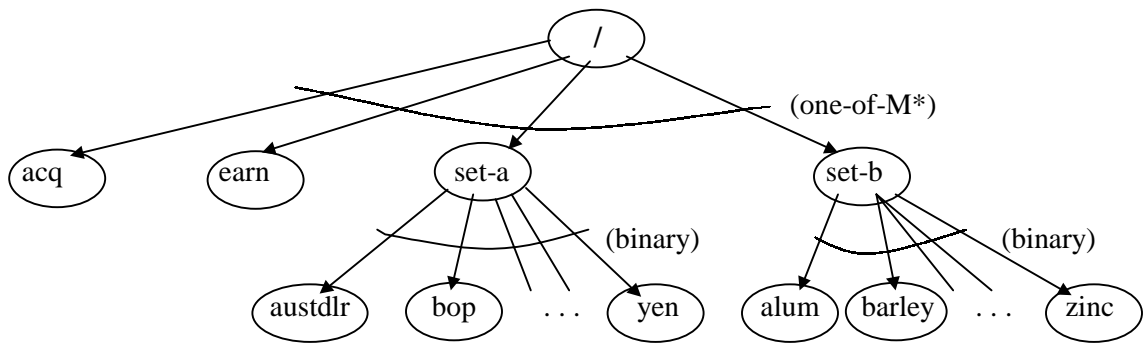 /
(one-of-M*)
acq earn set-a set-b
(binary) (binary)
austdlr bop . . . yen alum barley . . . zinc